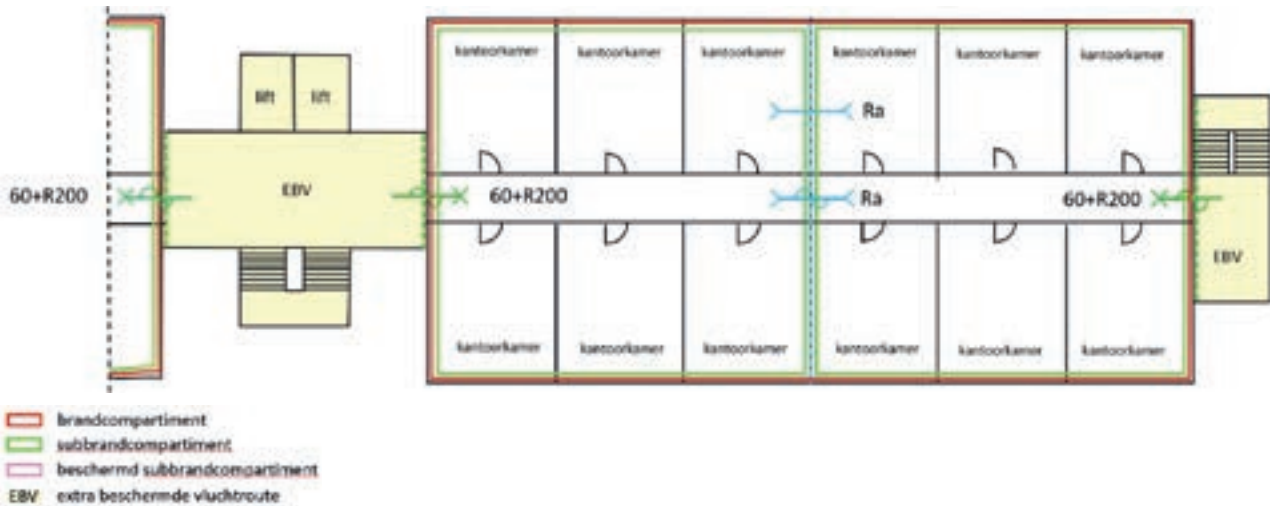 kantoorkamer kantoorkamer kantoorkamer kantoorkamer kantoorkamer kantoorkamer
lift lift
Ra
60+R200 EBV 60+R200 Ra 60+R200
EBV
kantoorkamer kantoorkamer kantoorkamer kantoorkamer kantoorkamer kantoorkamer
brandcompartiment
subbrandcompartiment
beschermd subbrandcompartiment
EBV extra beschermde vluchtroute